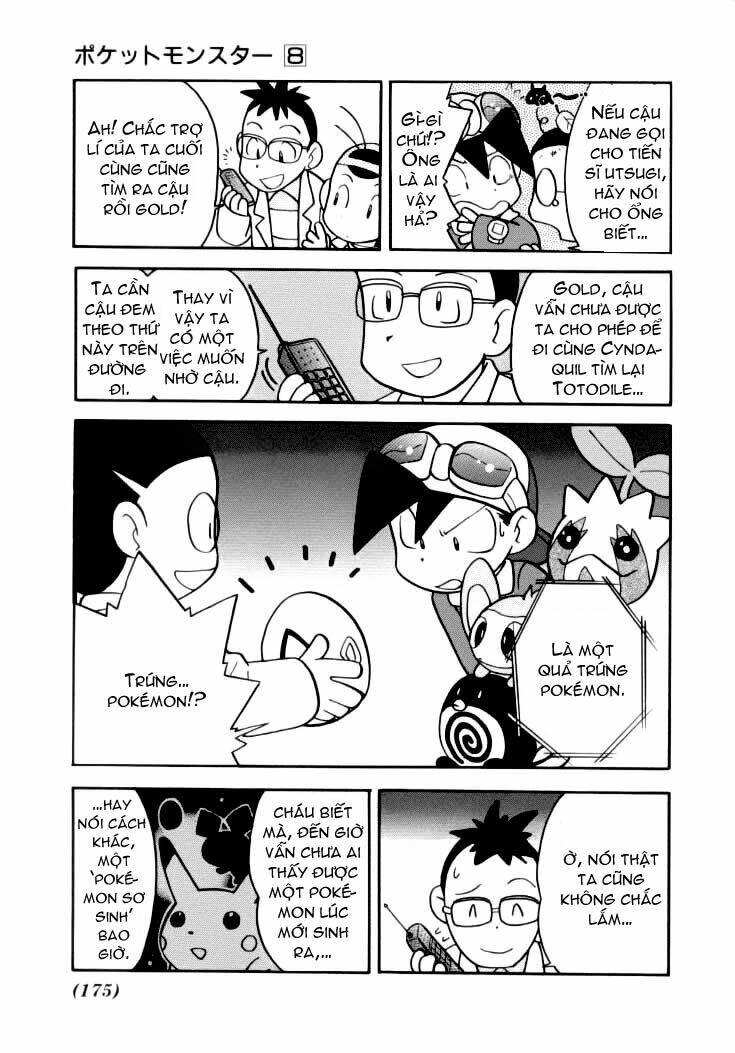 ポケットモンスター 8
NẾU CẬU
ĐANG GỌI
CHO TIẾN
SĨ UTSUGI,
HÃY NÓI
CHO ỔNG
BIẾT...
GÌ-GÌ
CHỨ!?
ÔNG
LÀ AI
VẬY
HẢ?
AH! CHẮC TRỢ
LÍ CỦA TA CUỐI
CÙNG CŨNG
TÌM RA CẬU
RỒI GOLD!
GOLD, CẬU
VẪN CHƯA ĐƯỢC
TA CHO PHÉP ĐỂ
ĐI CÙNG CYNDA-
QUIL TÌM LẠI
TOTODILE...
THAY VÌ
VẬY TA
CÓ MỘT
VIỆC MUỐN
NHỜ CẬU.
TA CẦN
CẬU ĐEM
THEO THỨ
NÀY TRÊN
ĐƯỜNG
ĐI.
LÀ MỘT
QUẢ TRỨNG
POKÉMON.
TRỨNG...
POKÉMON!?
Ờ, NÓI THẬT
TA CŨNG
KHÔNG CHẮC
LẮM...
CHÁU BIẾT
MÀ, ĐẾN GIỜ
VẪN CHƯA AI
THẤY ĐƯỢC
MỘT POKÉ-
MON LÚC
MỚI SINH
RA,...
...HAY
NÓI CÁCH
KHÁC,
MỘT
‘POKÉ-
MON SƠ
SINH’
BAO
GIỜ.
(175)